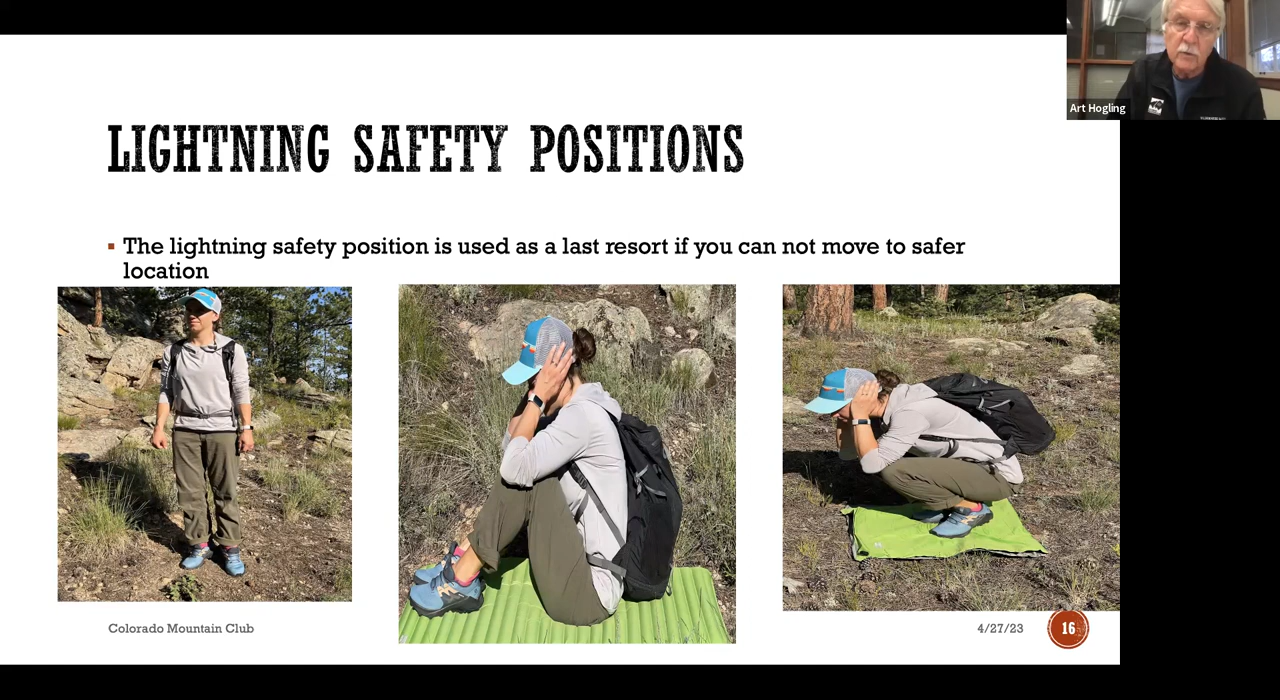 LIGHTNING SAFETY POSITIONS
The lightning safety position is used as a last resort if you can not move to safer
location
Colorado Mountain Club
4/27/23
16
Art Hogling